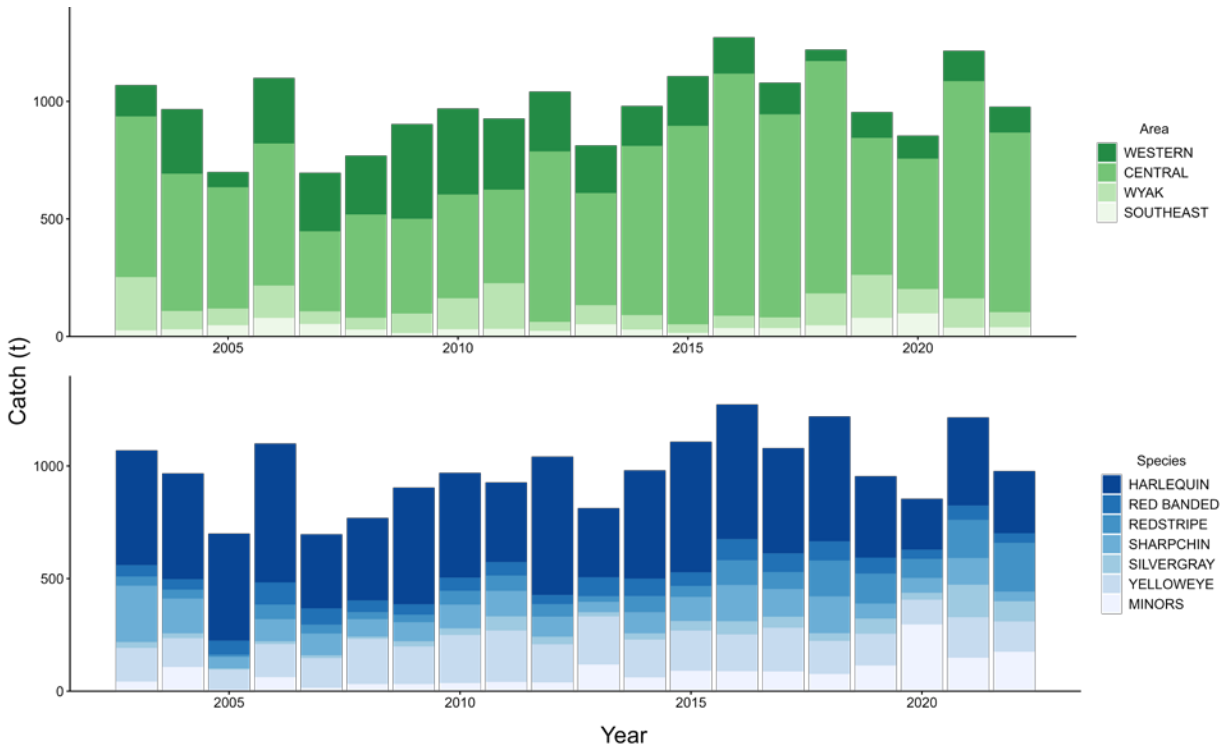 1000
500
0
2005
2010
2015
2020
Area
WESTERN
CENTRAL
WYAK
SOUTHEAST
Catch (t)
1000
500
0
2005
2010
2015
2020
Species
HARLEQUIN
RED BANDED
REDSTRIPE
SHARPCHIN
SILVERGRAY
YELLOWEYE
MINORS
Year